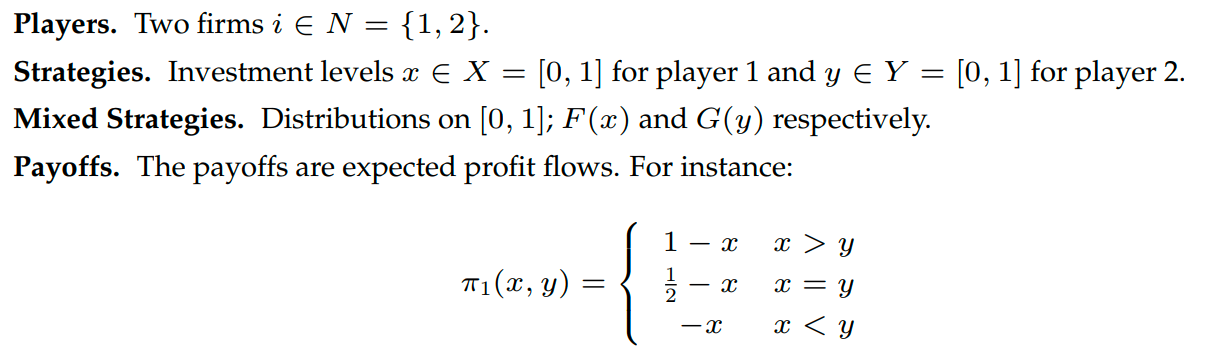 Players. Two firms i ∈ N = {1, 2}.
Strategies. Investment levels x ∈ X = [0, 1] for player 1 and y ∈ Y = [0, 1] for player 2.
Mixed Strategies. Distributions on [0, 1]; F(x) and G(y) respectively.
Payoffs. The payoffs are expected profit flows. For instance:
1 − x x > y
π₁(x, y) = { ½ − x x = y
−x x < y